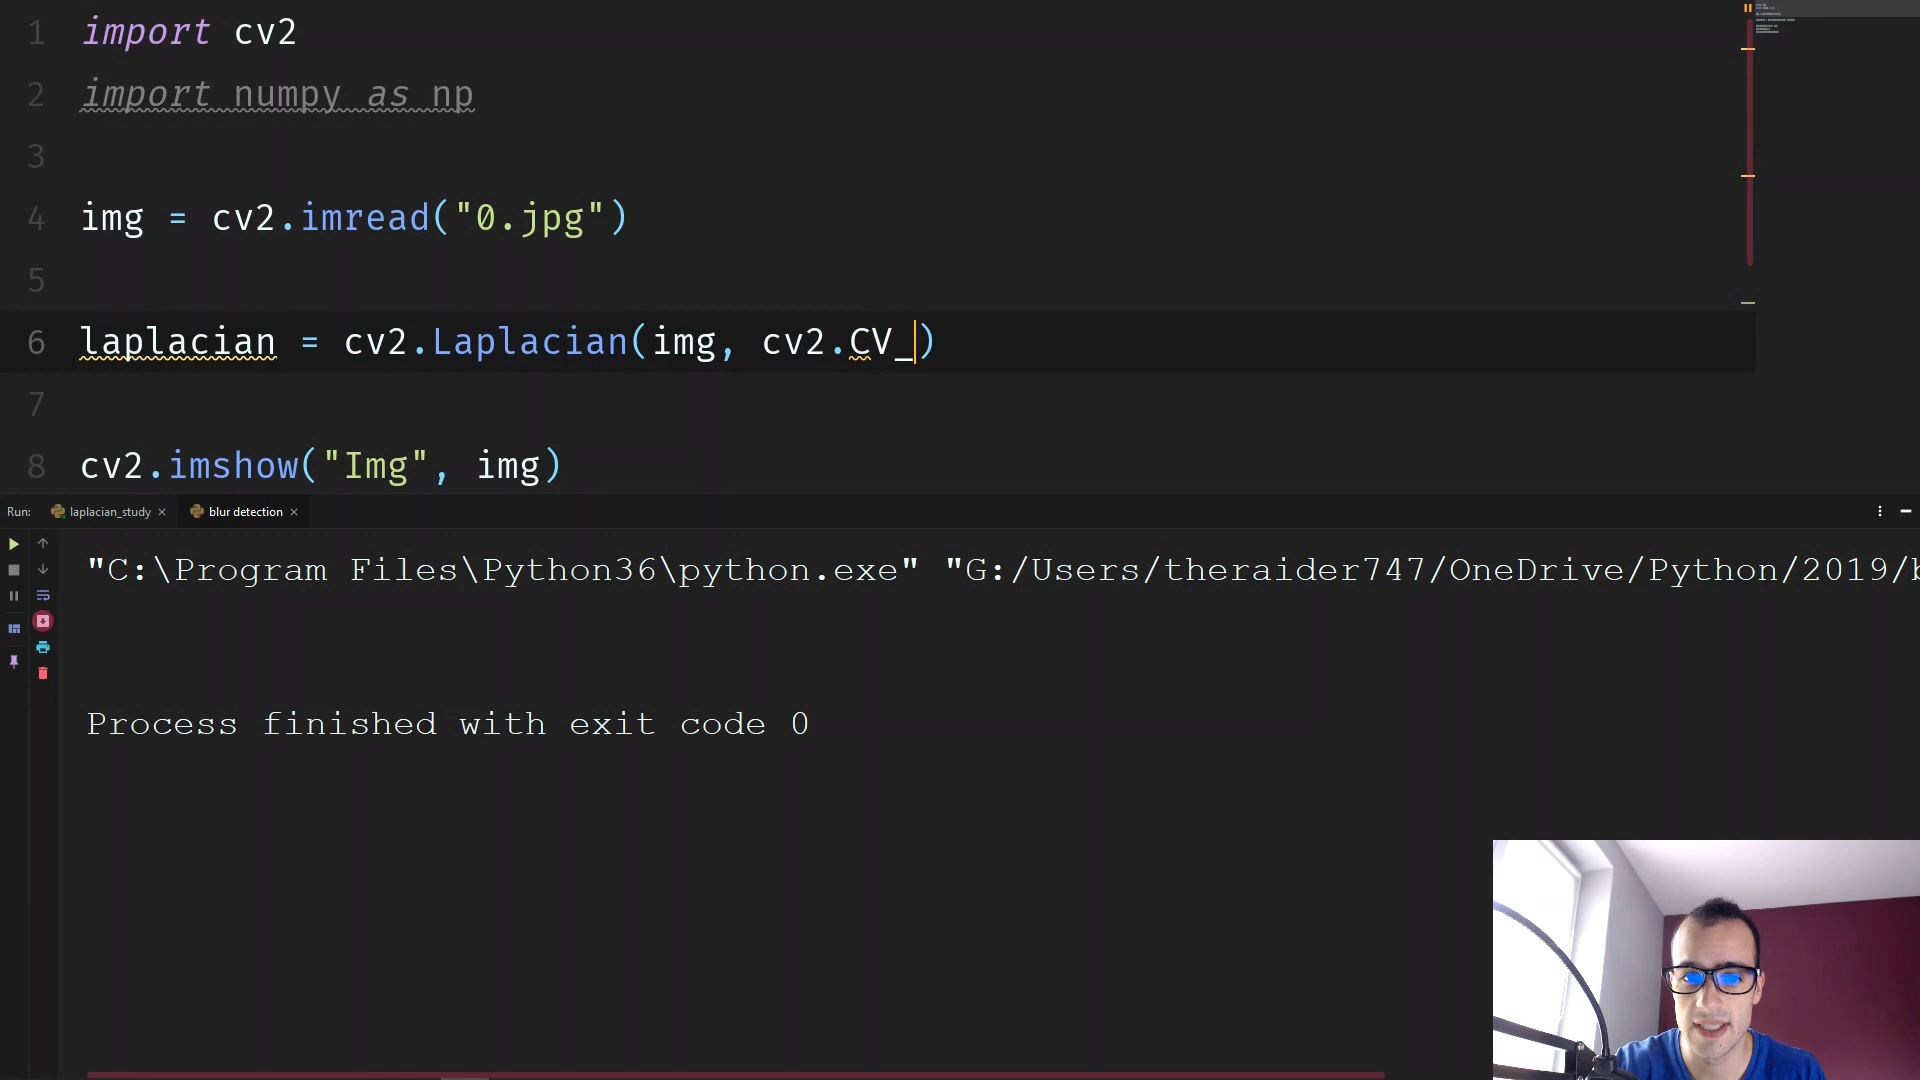 1 import cv2
2 import numpy as np
3
4 img = cv2.imread("0.jpg")
5
6 laplacian = cv2.Laplacian(img, cv2.CV_)
7
8 cv2.imshow("Img", img)
Run: laplacian_study × blur detection ×
"C:\Program Files\Python36\python.exe" "G:/Users/theraider747/OneDrive/Python/2019/b
Process finished with exit code 0